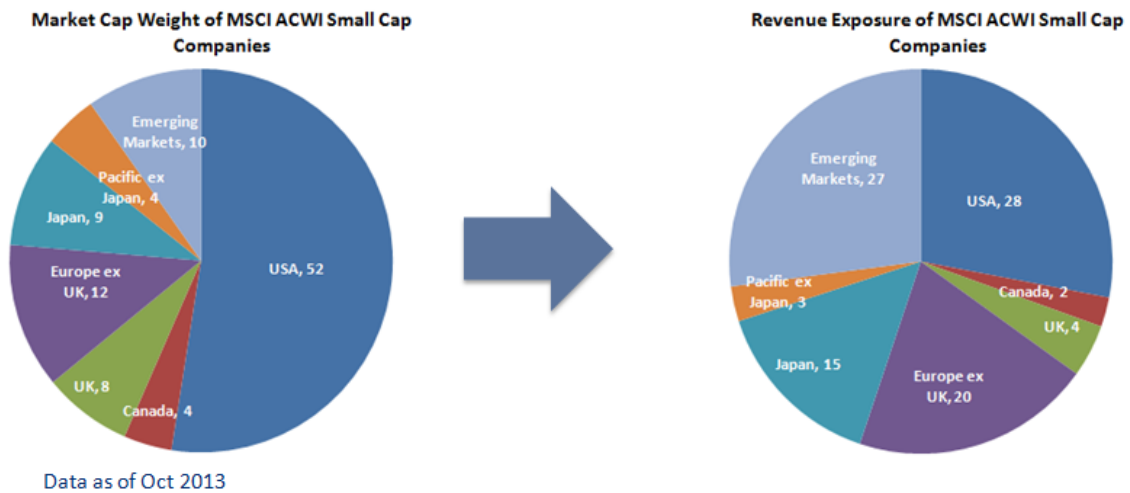 Market Cap Weight of MSCI ACWI Small Cap
Companies
Emerging
Markets, 10
Pacific ex
Japan, 4
Japan, 9
Europe ex
UK, 12
UK, 8
Canada, 4
USA, 52
Data as of Oct 2013
Revenue Exposure of MSCI ACWI Small Cap
Companies
Emerging
Markets, 27
USA, 28
Pacific ex
Japan, 3
Canada, 2
UK, 4
Japan, 15
Europe ex
UK, 20